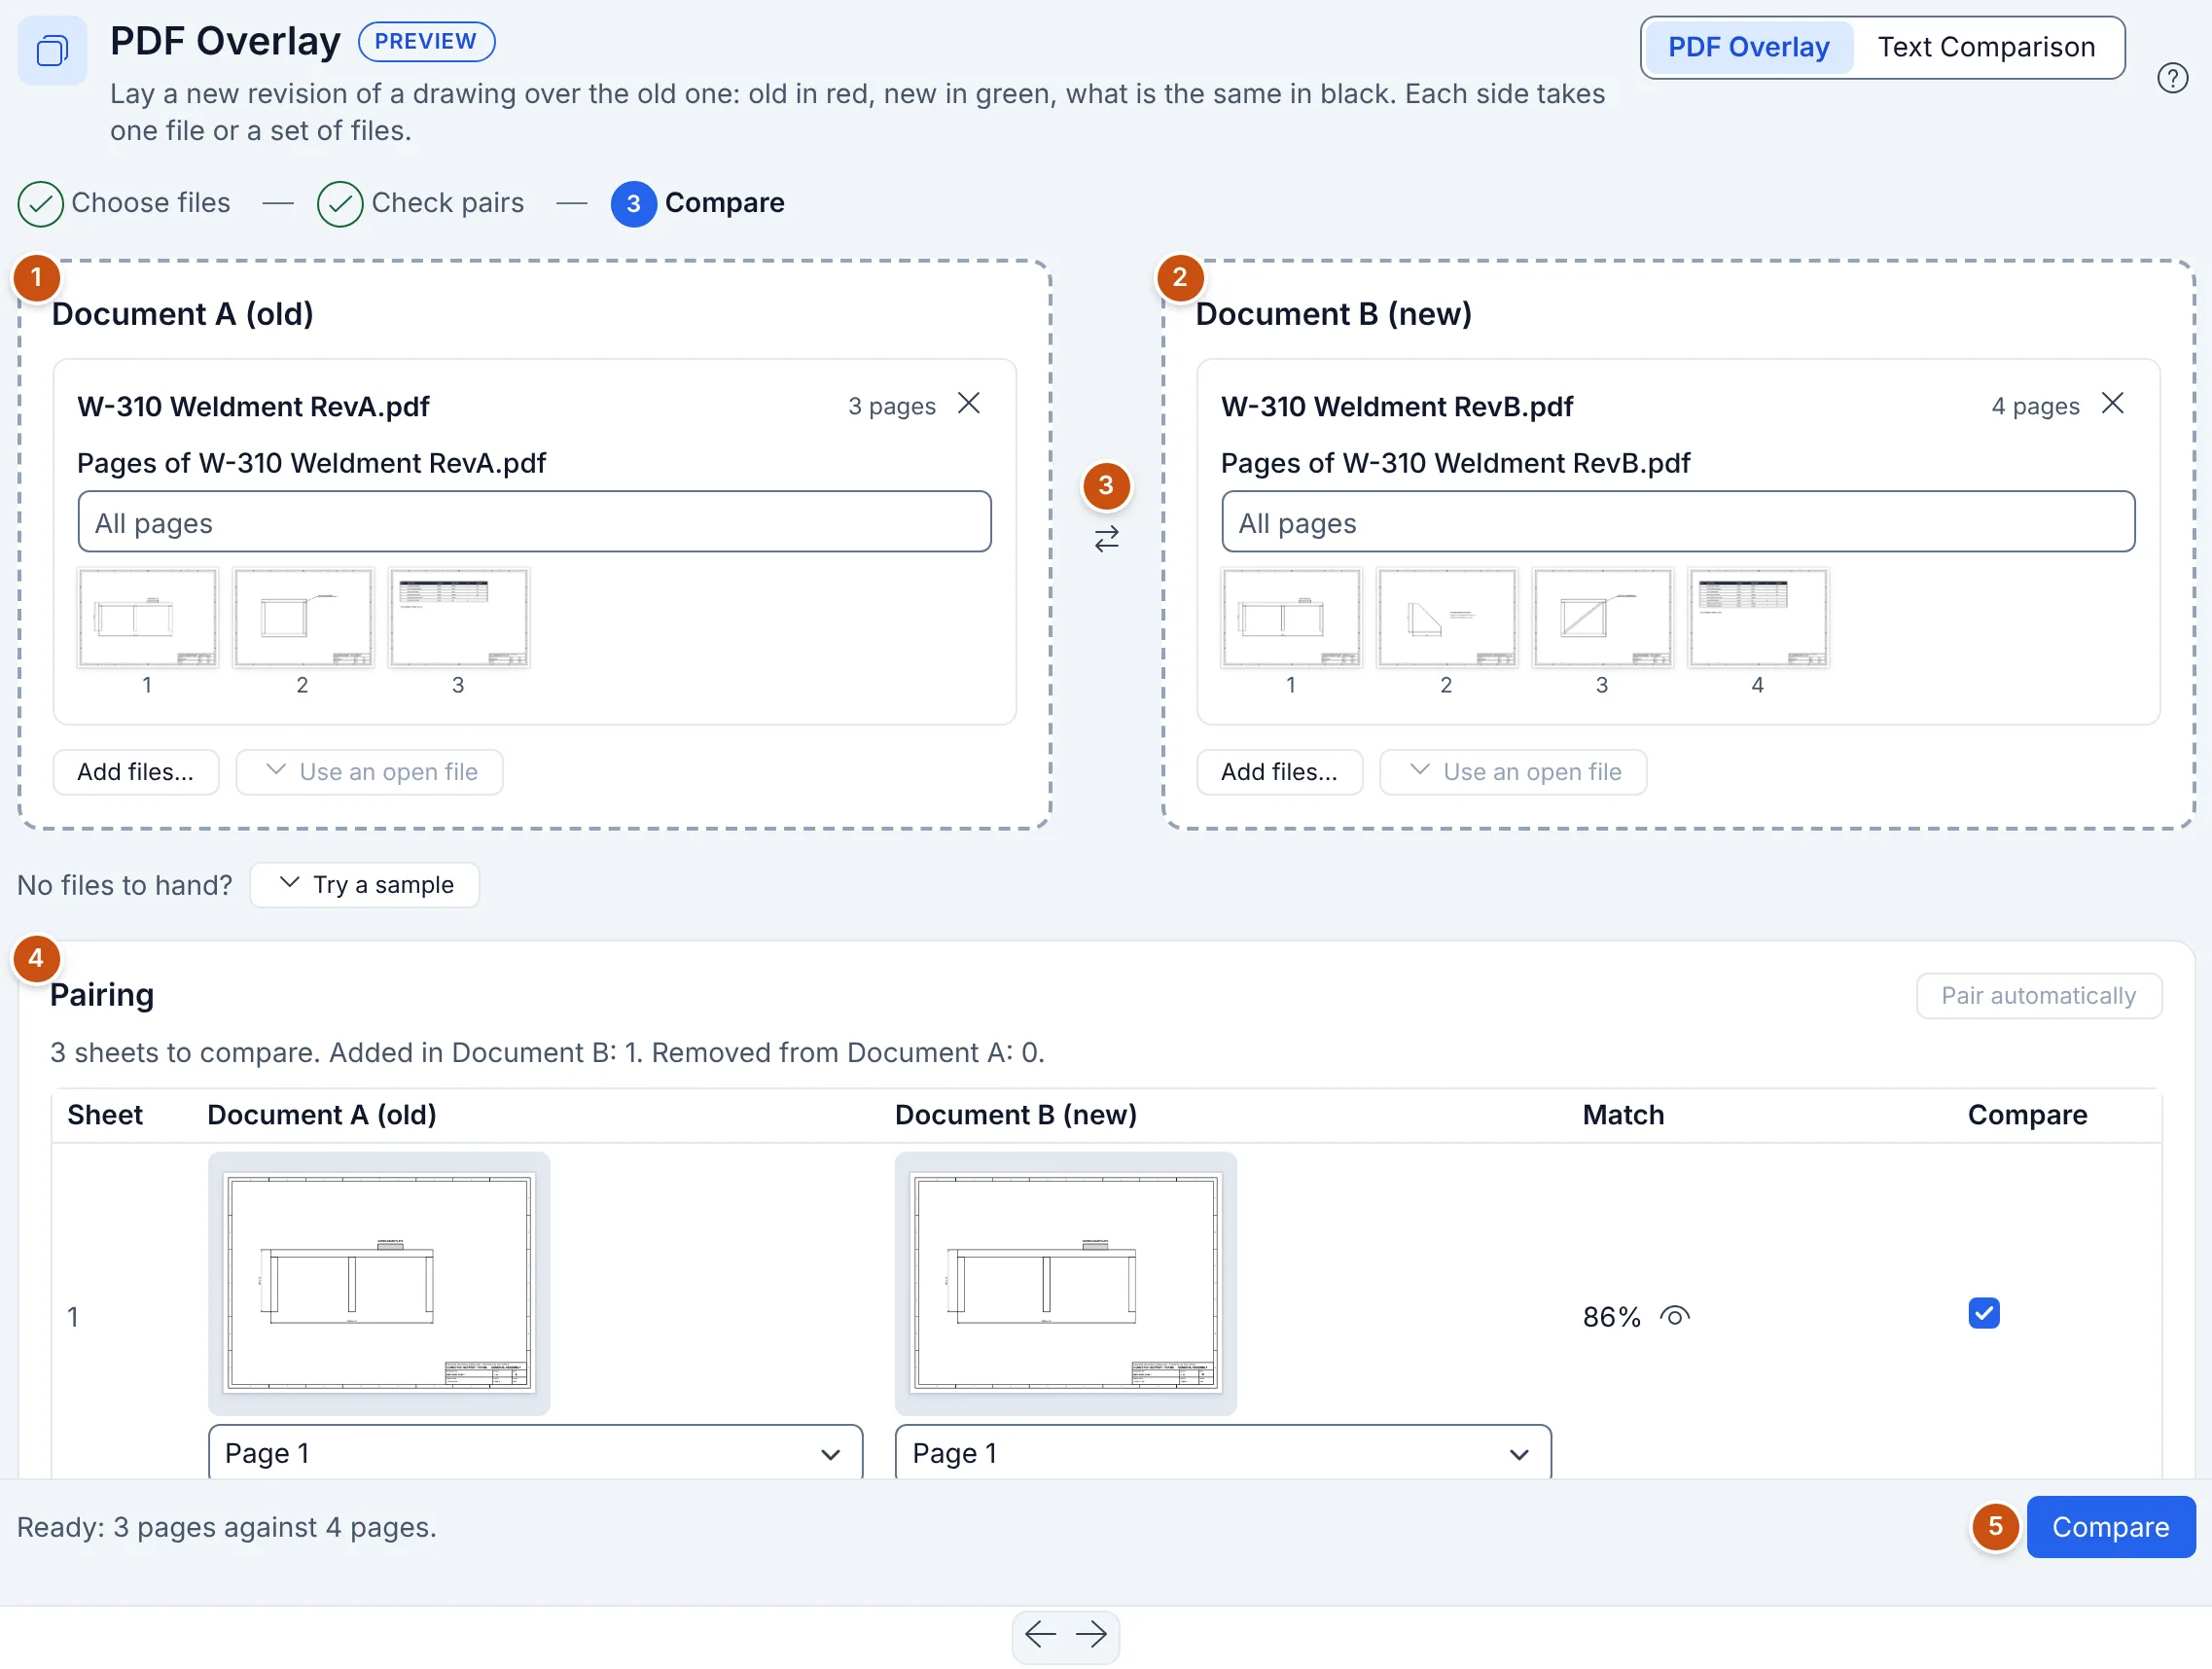 PDF Overlay
PREVIEW
PDF Overlay
Text Comparison
?
Lay a new revision of a drawing over the old one: old in red, new in green, what is the same in black. Each side takes
one file or a set of files.
Choose files
Check pairs
3
Compare
1
Document A (old)
W-310 Weldment RevA.pdf
3 pages
Pages of W-310 Weldment RevA.pdf
All pages
1
2
3
Add files...
Use an open file
3
2
Document B (new)
W-310 Weldment RevB.pdf
4 pages
Pages of W-310 Weldment RevB.pdf
All pages
1
2
3
4
Add files...
Use an open file
No files to hand?
Try a sample
4
Pairing
Pair automatically
3 sheets to compare. Added in Document B: 1. Removed from Document A: 0.
Sheet
Document A (old)
Document B (new)
Match
Compare
1
86%
Page 1
Page 1
Ready: 3 pages against 4 pages.
5
Compare